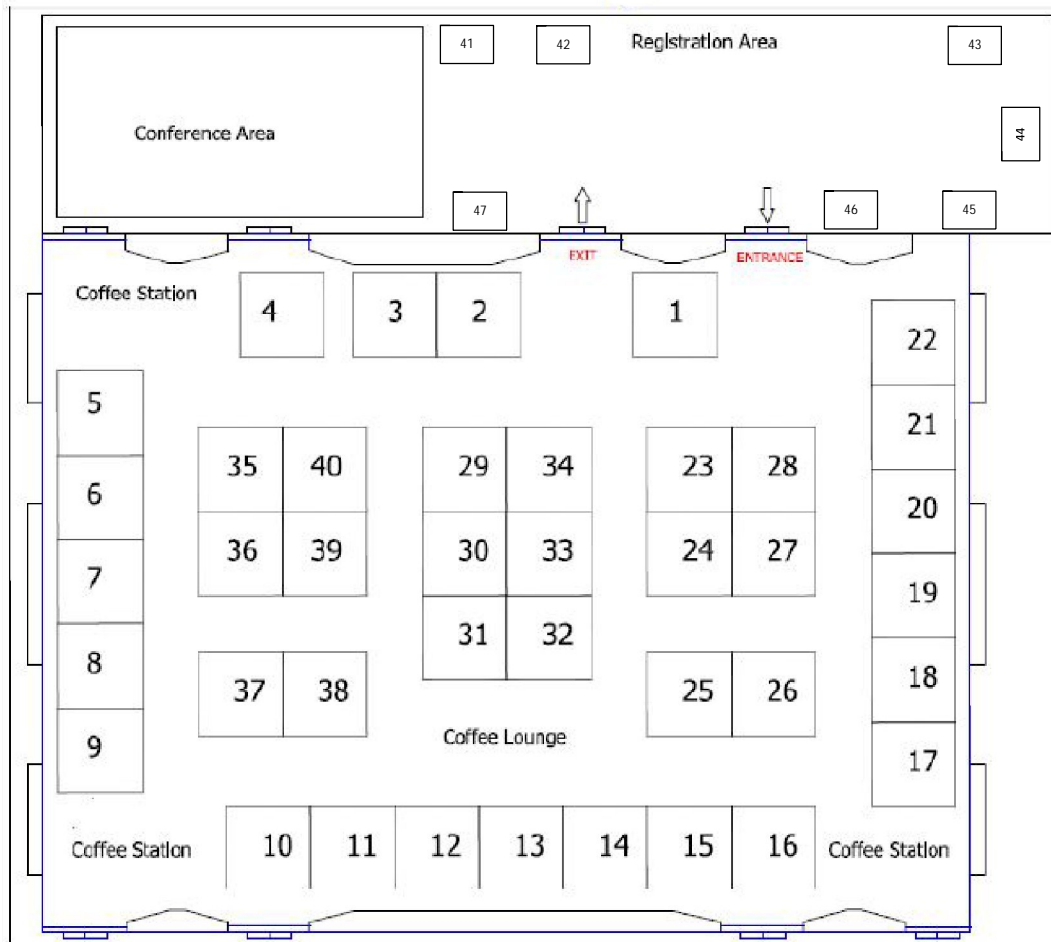 41 42 Registration Area 43
Conference Area 44
47 46 45
EXIT ENTRANCE
Coffee Station 4 3 2 1
22
5 21
35 40 29 34 23 28
6 20
36 39 30 33 24 27
7 19
31 32
8 18
37 38 25 26
Coffee Lounge
9 17
Coffee Station 10 11 12 13 14 15 16 Coffee Station